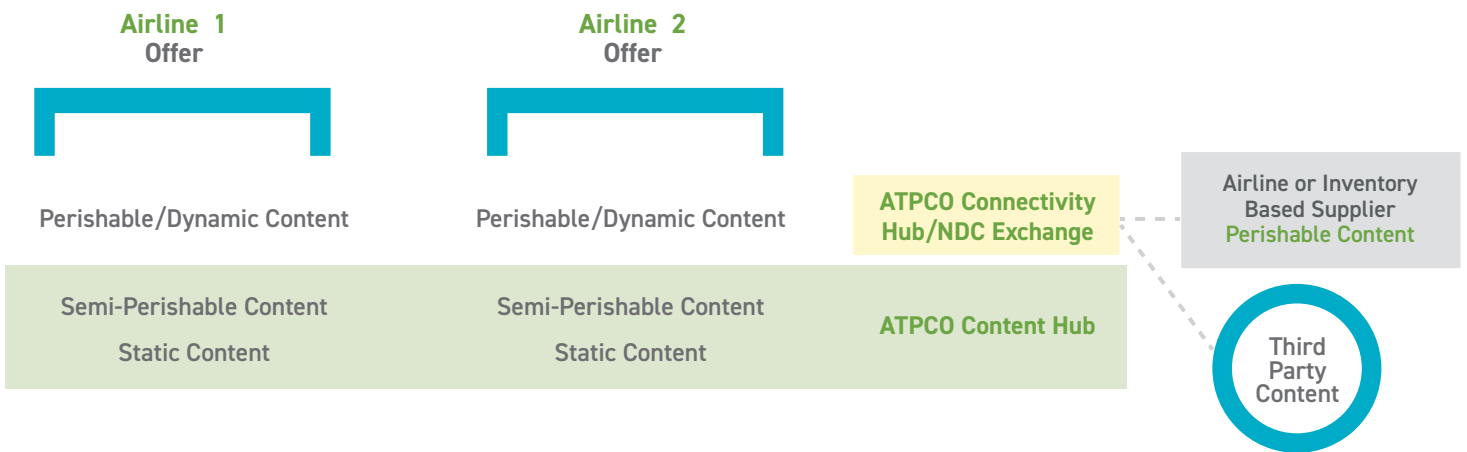 Airline 1
Offer
Airline 2
Offer
Perishable/Dynamic Content
Perishable/Dynamic Content
ATPCO Connectivity
Hub/NDC Exchange
Airline or Inventory
Based Supplier
Perishable Content
Semi-Perishable Content
Static Content
Semi-Perishable Content
Static Content
ATPCO Content Hub
Third
Party
Content